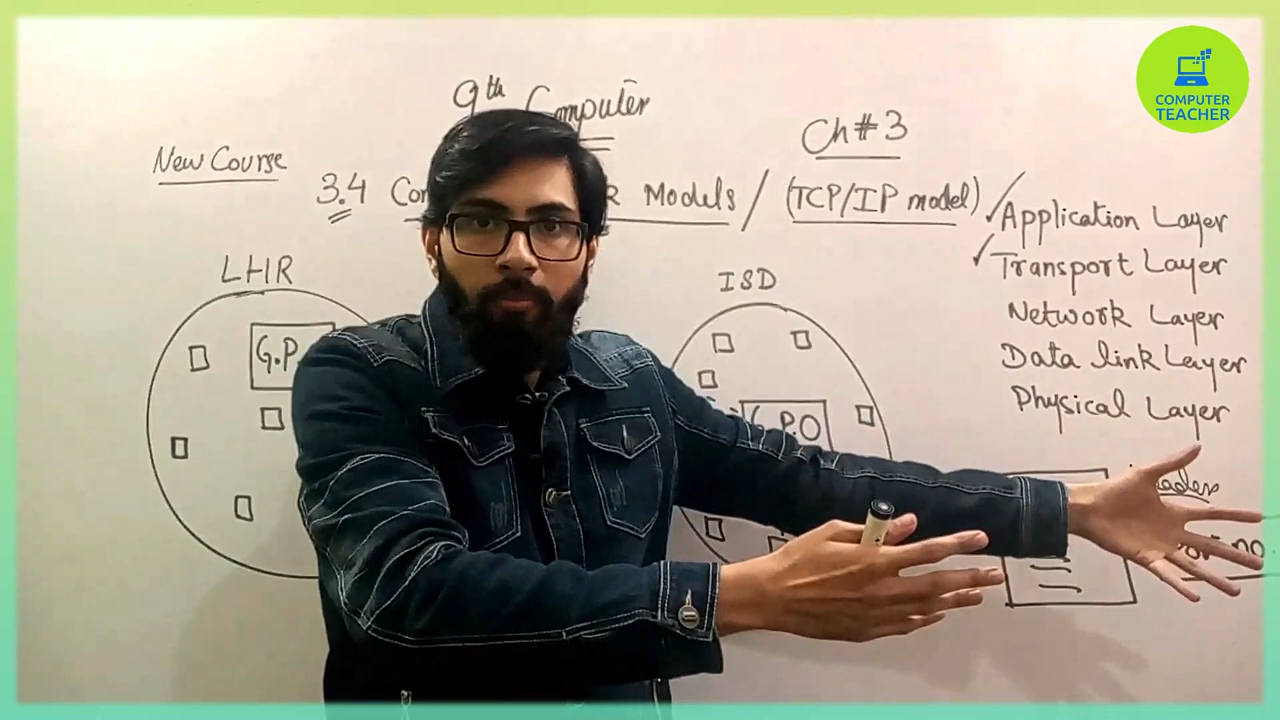 9th Computer
COMPUTER
TEACHER
Ch#3
New Course
3.4 Models / (TCP/IP model)
Application Layer
Transport Layer
Network Layer
Data link Layer
Physical Layer
LHR
ISD
G.P
P.O